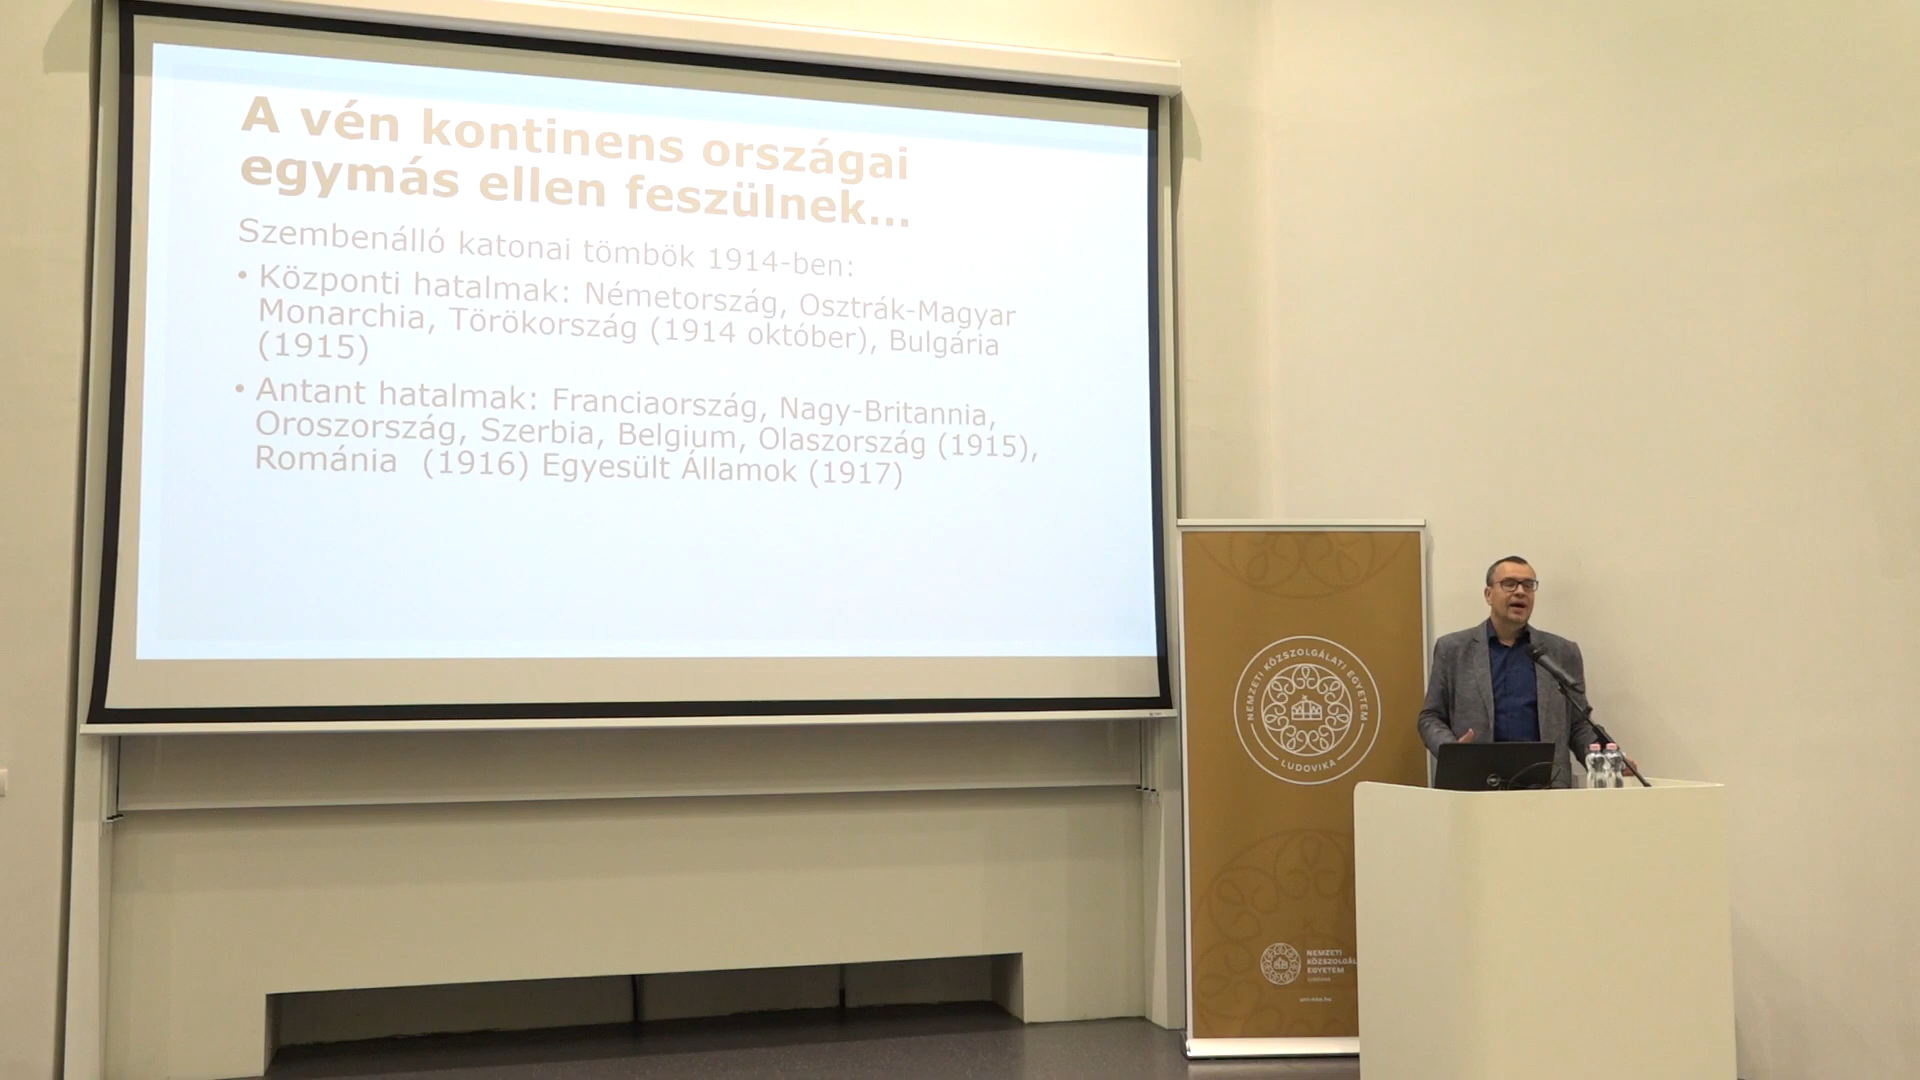 A vén kontinens országai
egymás ellen feszülnek...
Szembenálló katonai tömbök 1914-ben:
• Központi hatalmak: Németország, Osztrák-Magyar
Monarchia, Törökország (1914 október), Bulgária
(1915)
• Antant hatalmak: Franciaország, Nagy-Britannia,
Oroszország, Szerbia, Belgium, Olaszország (1915),
Románia (1916) Egyesült Államok (1917)
NEMZETI KÖZSZOLGÁLATI EGYETEM
LUDOVIKA
NEMZETI
KÖZSZOLGÁL
EGYETEM